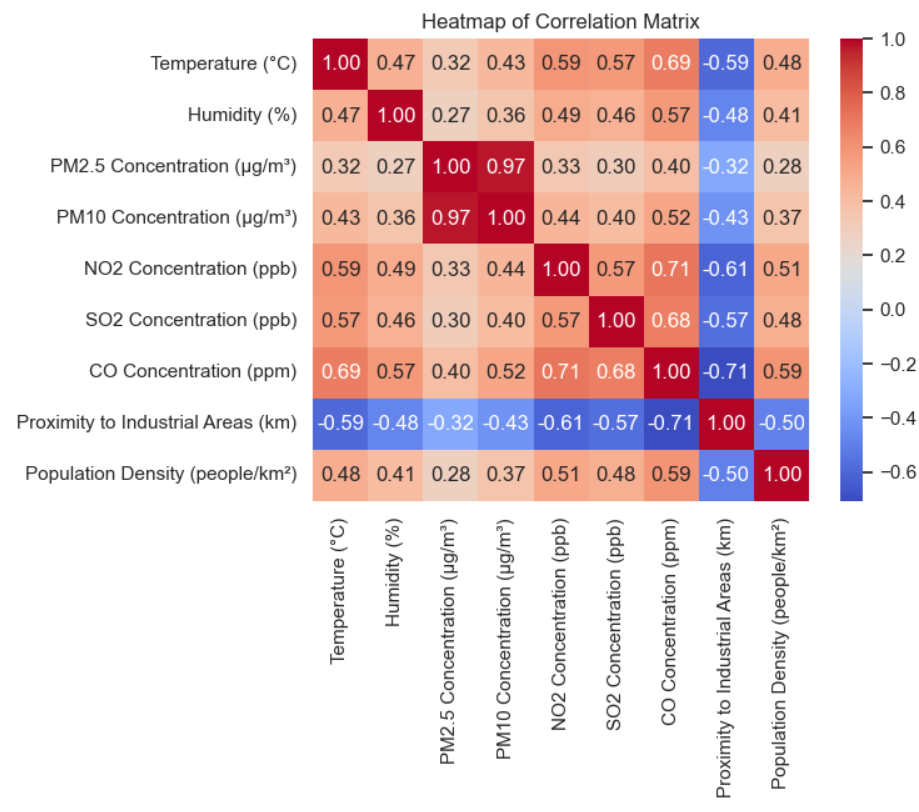 Heatmap of Correlation Matrix
Temperature (°C) 1.00 0.47 0.32 0.43 0.59 0.57 0.69 -0.59 0.48
Humidity (%) 0.47 1.00 0.27 0.36 0.49 0.46 0.57 -0.48 0.41
PM2.5 Concentration (µg/m³) 0.32 0.27 1.00 0.97 0.33 0.30 0.40 -0.32 0.28
PM10 Concentration (µg/m³) 0.43 0.36 0.97 1.00 0.44 0.40 0.52 -0.43 0.37
NO2 Concentration (ppb) 0.59 0.49 0.33 0.44 1.00 0.57 0.71 -0.61 0.51
SO2 Concentration (ppb) 0.57 0.46 0.30 0.40 0.57 1.00 0.68 -0.57 0.48
CO Concentration (ppm) 0.69 0.57 0.40 0.52 0.71 0.68 1.00 -0.71 0.59
Proximity to Industrial Areas (km) -0.59 -0.48 -0.32 -0.43 -0.61 -0.57 -0.71 1.00 -0.50
Population Density (people/km²) 0.48 0.41 0.28 0.37 0.51 0.48 0.59 -0.50 1.00
Temperature (°C)
Humidity (%)
PM2.5 Concentration (µg/m³)
PM10 Concentration (µg/m³)
NO2 Concentration (ppb)
SO2 Concentration (ppb)
CO Concentration (ppm)
Proximity to Industrial Areas (km)
Population Density (people/km²)
1.0
0.8
0.6
0.4
0.2
0.0
−0.2
−0.4
−0.6